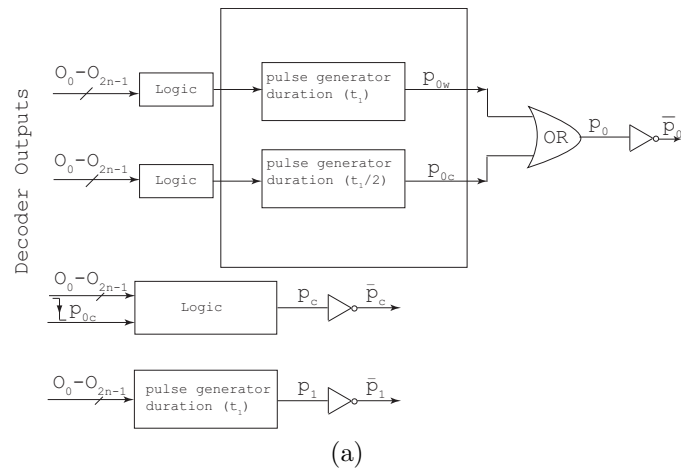 Decoder Outputs
O₀-O₂ₙ₋₁
Logic
pulse generator
duration (t₁)
p₀w
O₀-O₂ₙ₋₁
Logic
pulse generator
duration (t₁/2)
p₀c
OR
p₀
p̅₀
O₀-O₂ₙ₋₁
p₀c
Logic
p_c
p̅_c
O₀-O₂ₙ₋₁
pulse generator
duration (t₁)
p₁
p̅₁
(a)